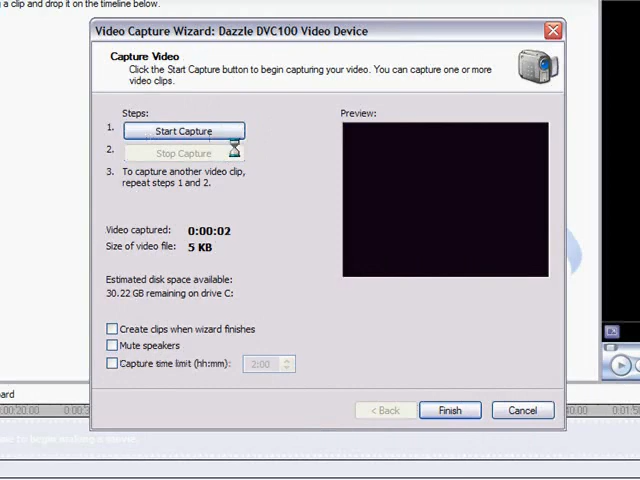 a clip and drop it on the timeline below.
Video Capture Wizard: Dazzle DVC100 Video Device
Capture Video
Click the Start Capture button to begin capturing your video. You can capture one or more
video clips.
Steps:
Preview:
1. Start Capture
2. Stop Capture
3. To capture another video clip,
repeat steps 1 and 2.
Video captured: 0:00:02
Size of video file: 5 KB
Estimated disk space available:
30.22 GB remaining on drive C:
Create clips when wizard finishes
Mute speakers
Capture time limit (hh:mm): 2:00
< Back Finish Cancel